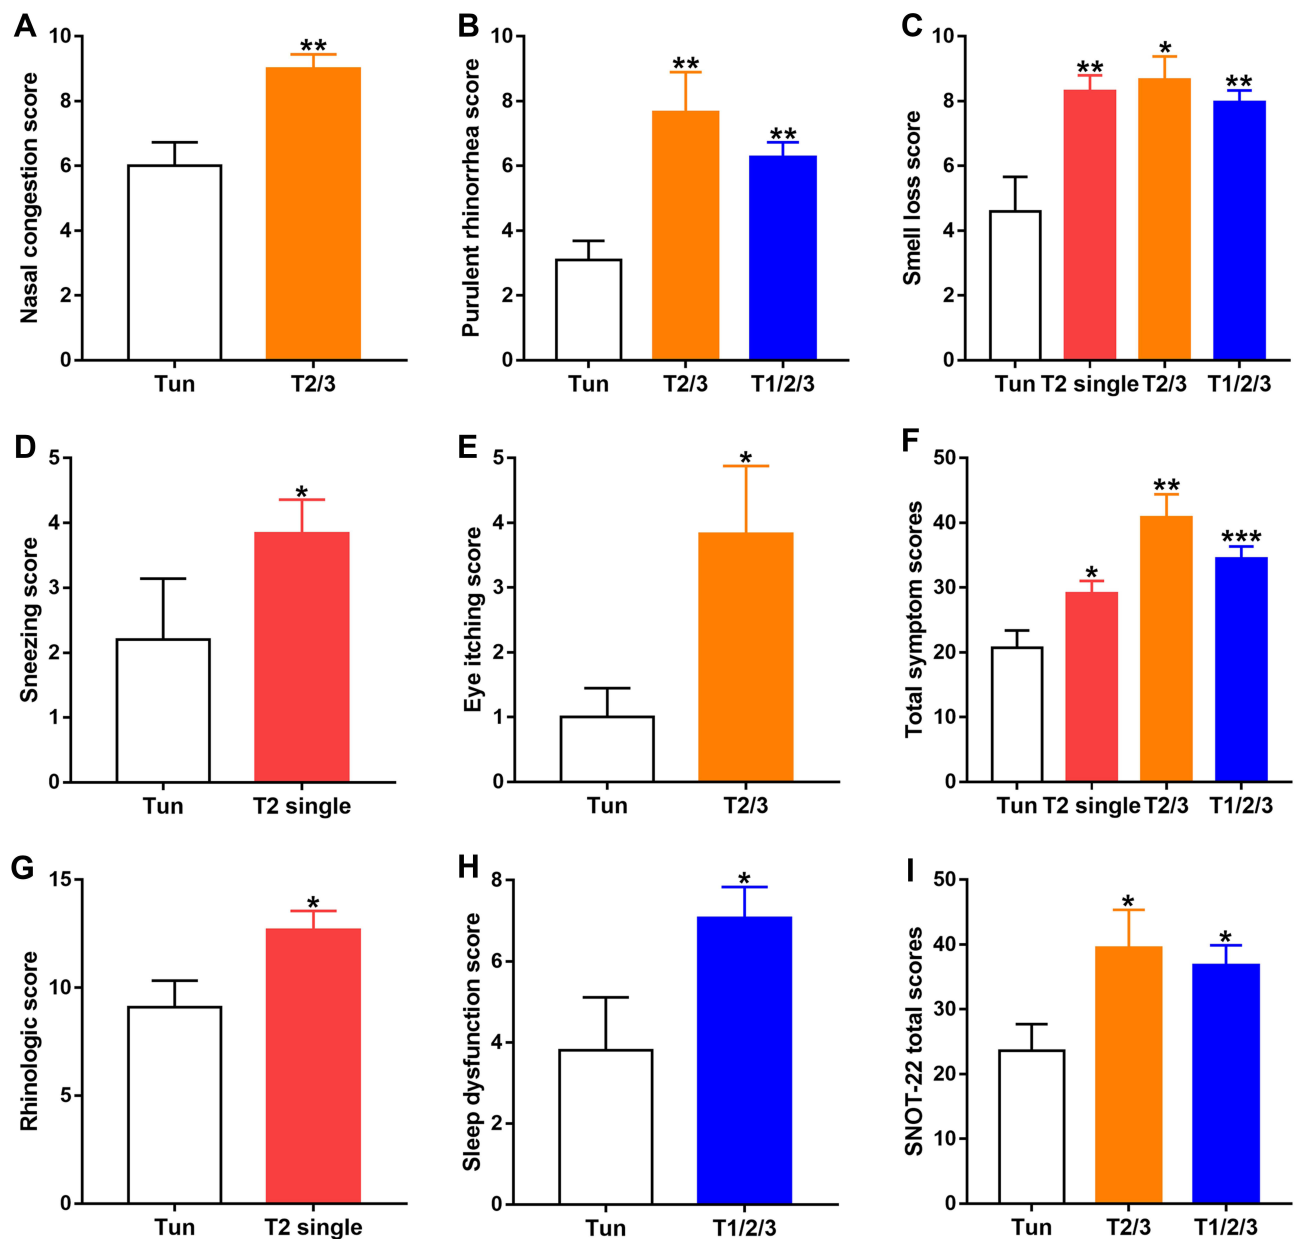 A
Nasal congestion score
10
8
6
4
2
0
**
Tun T2/3
B
Purulent rhinorrhea score
10
8
6
4
2
0
**
**
Tun T2/3 T1/2/3
C
Smell loss score
10
8
6
4
2
0
**
*
**
Tun T2 single T2/3 T1/2/3
D
Sneezing score
5
4
3
2
1
0
*
Tun T2 single
E
Eye itching score
5
4
3
2
1
0
*
Tun T2/3
F
Total symptom scores
50
40
30
20
10
0
*
**
***
Tun T2 single T2/3 T1/2/3
G
Rhinologic score
15
10
5
0
*
Tun T2 single
H
Sleep dysfunction score
8
6
4
2
0
*
Tun T1/2/3
I
SNOT-22 total scores
50
40
30
20
10
0
*
*
Tun T2/3 T1/2/3